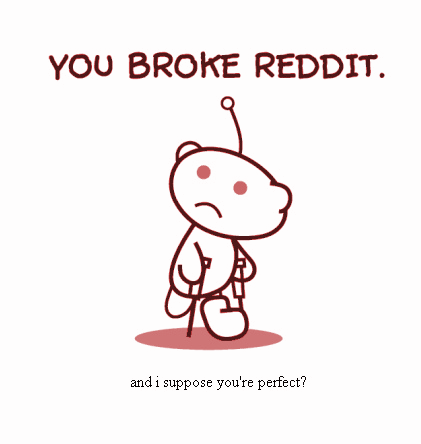 YOU BROKE REDDIT.
and i suppose you're perfect?